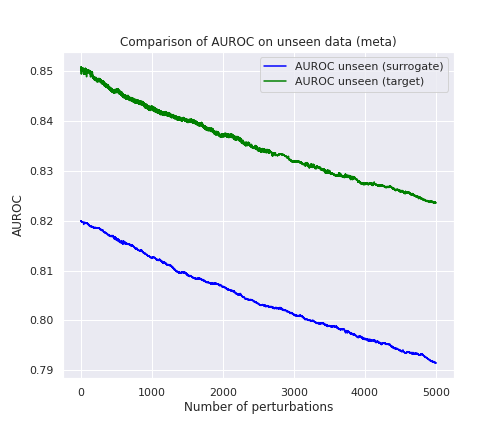 Comparison of AUROC on unseen data (meta)
AUROC unseen (surrogate)
AUROC unseen (target)
0.85
0.84
0.83
0.82
0.81
0.80
0.79
AUROC
0 1000 2000 3000 4000 5000
Number of perturbations